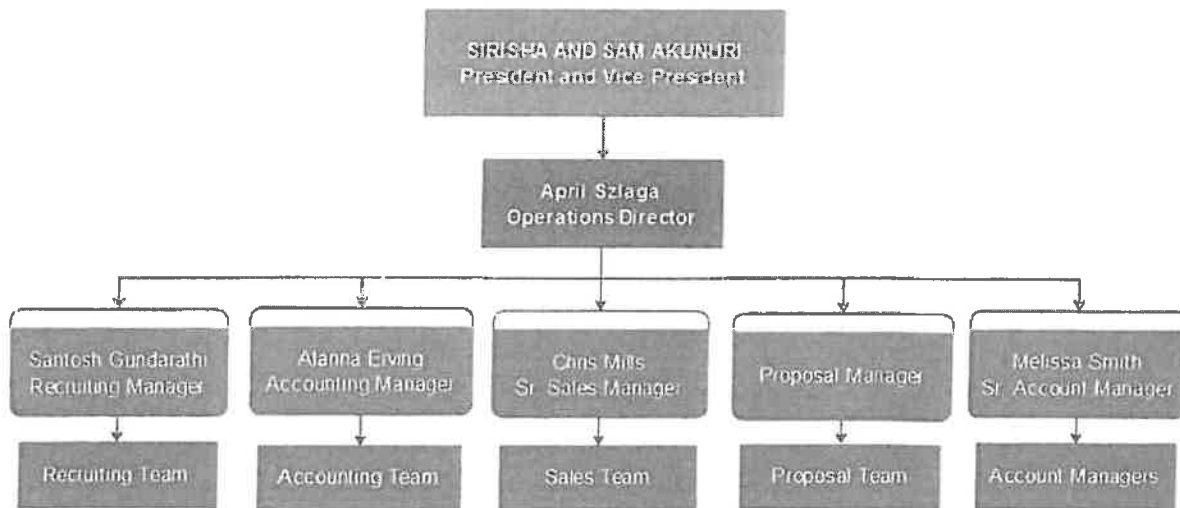 SIRISHA AND SAM AKUNURI
President and Vice President
April Szlaga
Operations Director
Santosh Gundarathi
Recruiting Manager
Alanna Erving
Accounting Manager
Chris Mills
Sr. Sales Manager
Proposal Manager
Melissa Smith
Sr. Account Manager
Recruiting Team
Accounting Team
Sales Team
Proposal Team
Account Managers